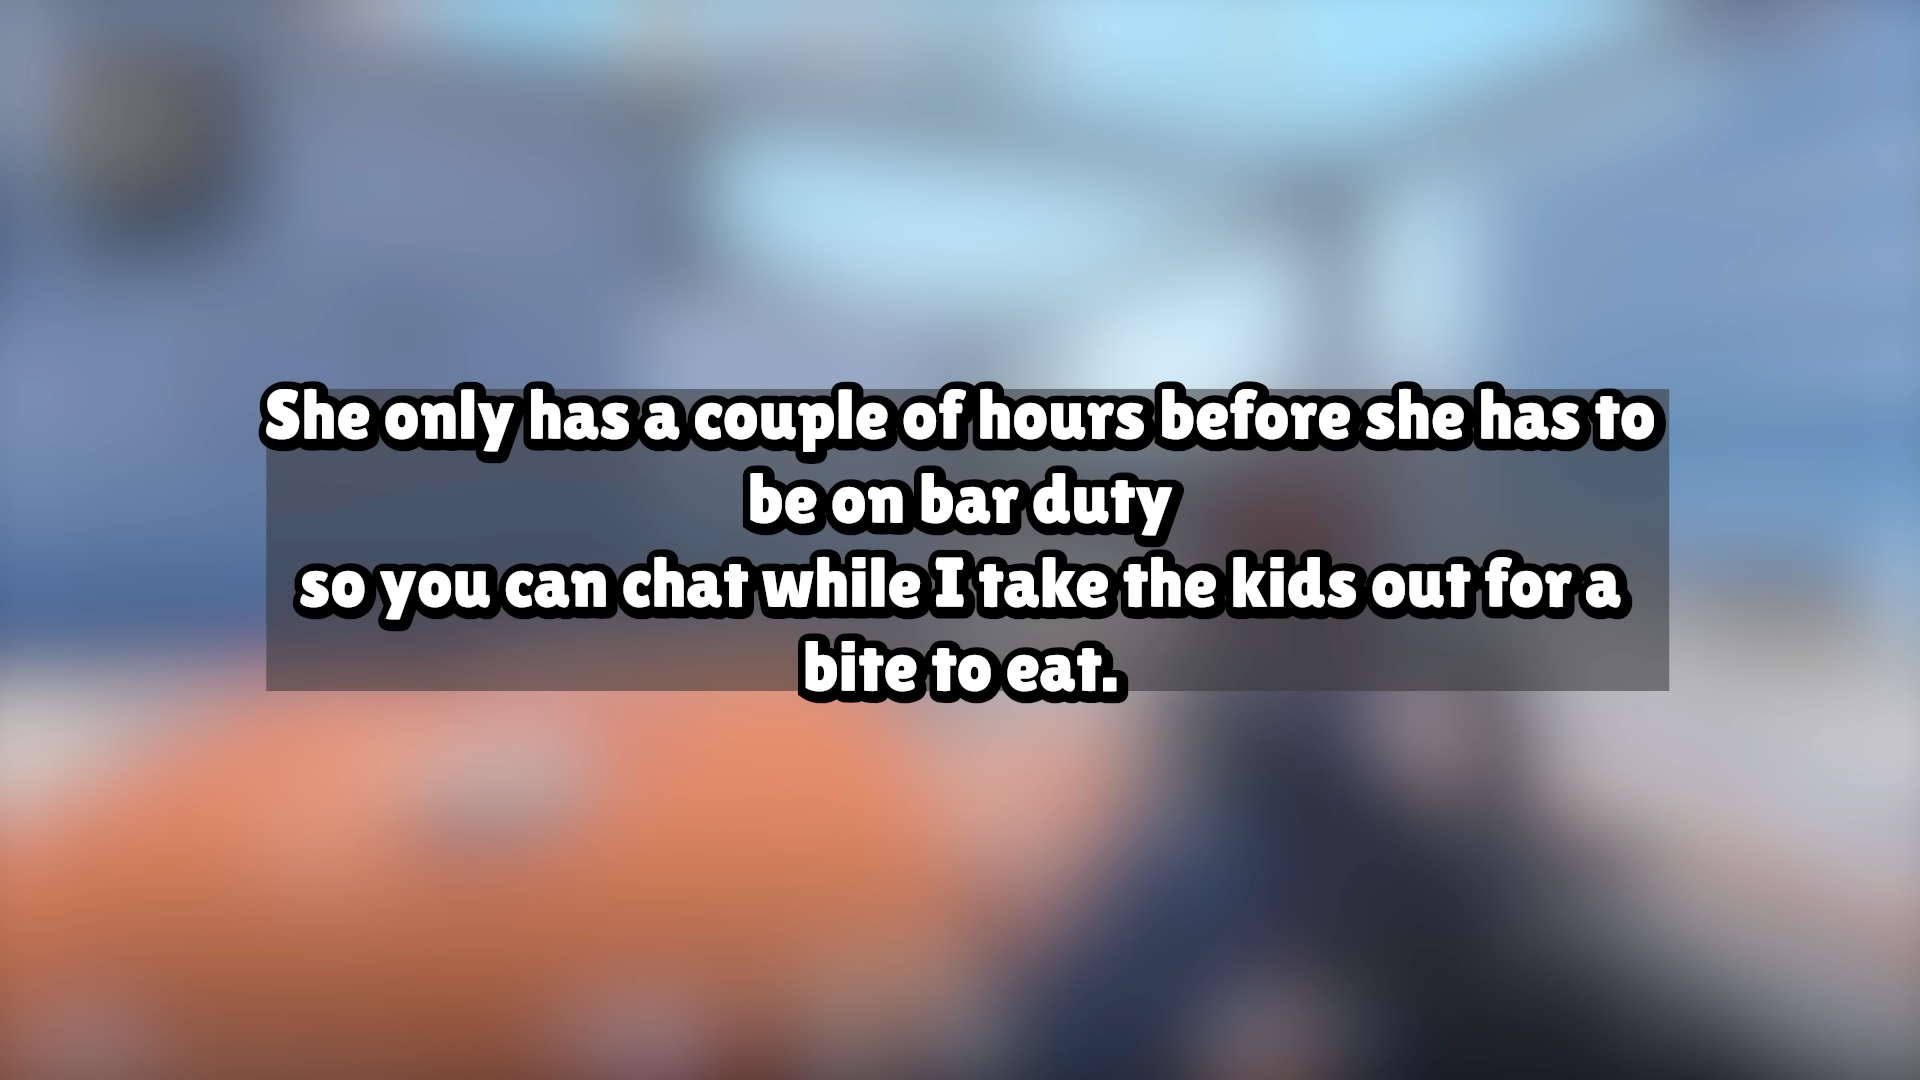 She only has a couple of hours before she has to
be on bar duty
so you can chat while I take the kids out for a
bite to eat.